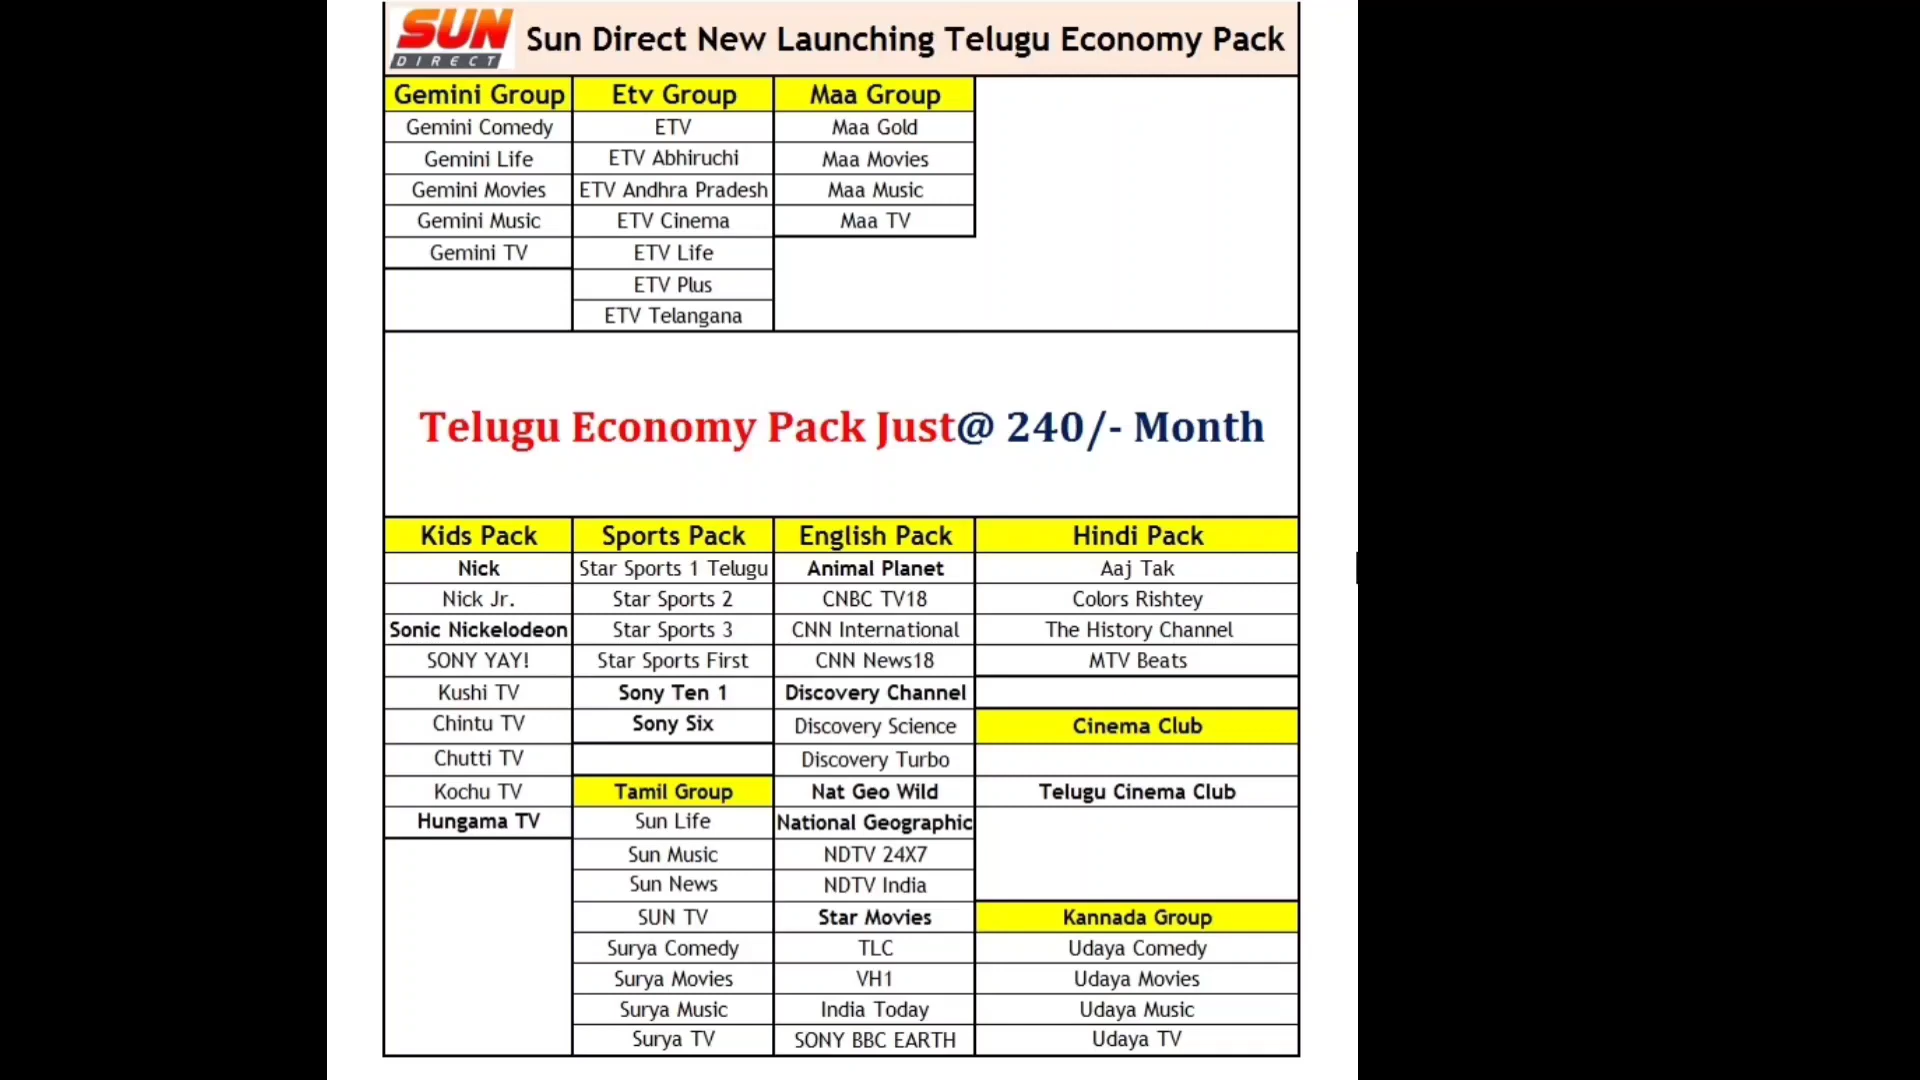 SUN
DIRECT
Sun Direct New Launching Telugu Economy Pack
Gemini Group Etv Group Maa Group
Gemini Comedy ETV Maa Gold
Gemini Life ETV Abhiruchi Maa Movies
Gemini Movies ETV Andhra Pradesh Maa Music
Gemini Music ETV Cinema Maa TV
Gemini TV ETV Life
ETV Plus
ETV Telangana
Telugu Economy Pack Just@ 240/- Month
Kids Pack Sports Pack English Pack Hindi Pack
Nick Star Sports 1 Telugu Animal Planet Aaj Tak
Nick Jr. Star Sports 2 CNBC TV18 Colors Rishtey
Sonic Nickelodeon Star Sports 3 CNN International The History Channel
SONY YAY! Star Sports First CNN News18 MTV Beats
Kushi TV Sony Ten 1 Discovery Channel
Chintu TV Sony Six Discovery Science Cinema Club
Chutti TV Discovery Turbo
Kochu TV Tamil Group Nat Geo Wild Telugu Cinema Club
Hungama TV Sun Life National Geographic
Sun Music NDTV 24X7
Sun News NDTV India
SUN TV Star Movies Kannada Group
Surya Comedy TLC Udaya Comedy
Surya Movies VH1 Udaya Movies
Surya Music India Today Udaya Music
Surya TV SONY BBC EARTH Udaya TV